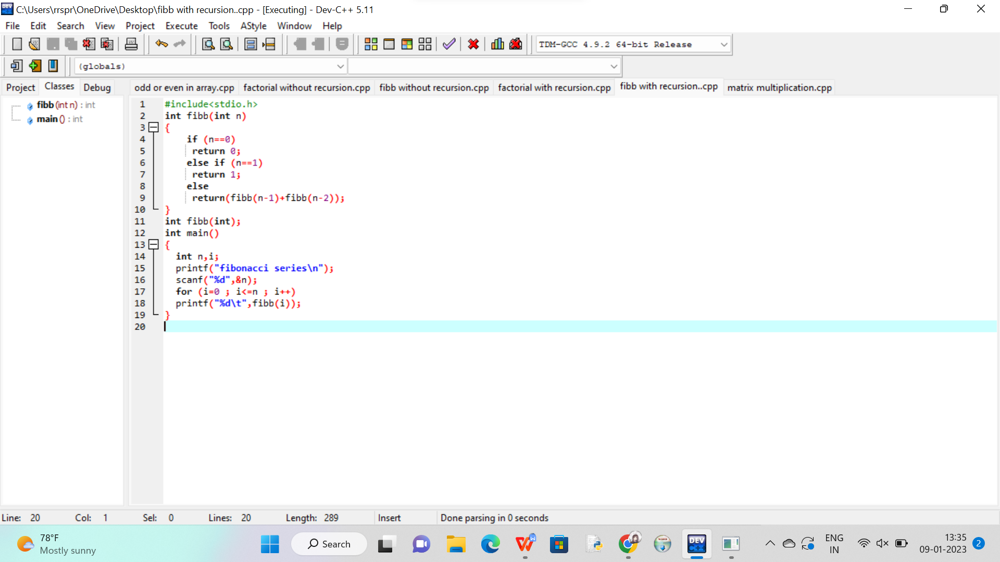 C:\Users\rrspr\OneDrive\Desktop\fibb with recursion..cpp - [Executing] - Dev-C++ 5.11
File Edit Search View Project Execute Tools AStyle Window Help
TDM-GCC 4.9.2 64-bit Release
(globals)
Project Classes Debug
odd or even in array.cpp factorial without recursion.cpp fibb without recursion.cpp factorial with recursion.cpp fibb with recursion..cpp matrix multiplication.cpp
fibb (int n) : int
main () : int
1 #include<stdio.h>
2 int fibb(int n)
3 {
4 if (n==0)
5 return 0;
6 else if (n==1)
7 return 1;
8 else
9 return(fibb(n-1)+fibb(n-2));
10 }
11 int fibb(int);
12 int main()
13 {
14 int n,i;
15 printf("fibonacci series\n");
16 scanf("%d",&n);
17 for (i=0 ; i<=n ; i++)
18 printf("%d\t",fibb(i));
19 }
20
Line: 20 Col: 1 Sel: 0 Lines: 20 Length: 289 Insert Done parsing in 0 seconds
78°F
Mostly sunny
Search
DEV
C++
ENG
IN
13:35
09-01-2023
2